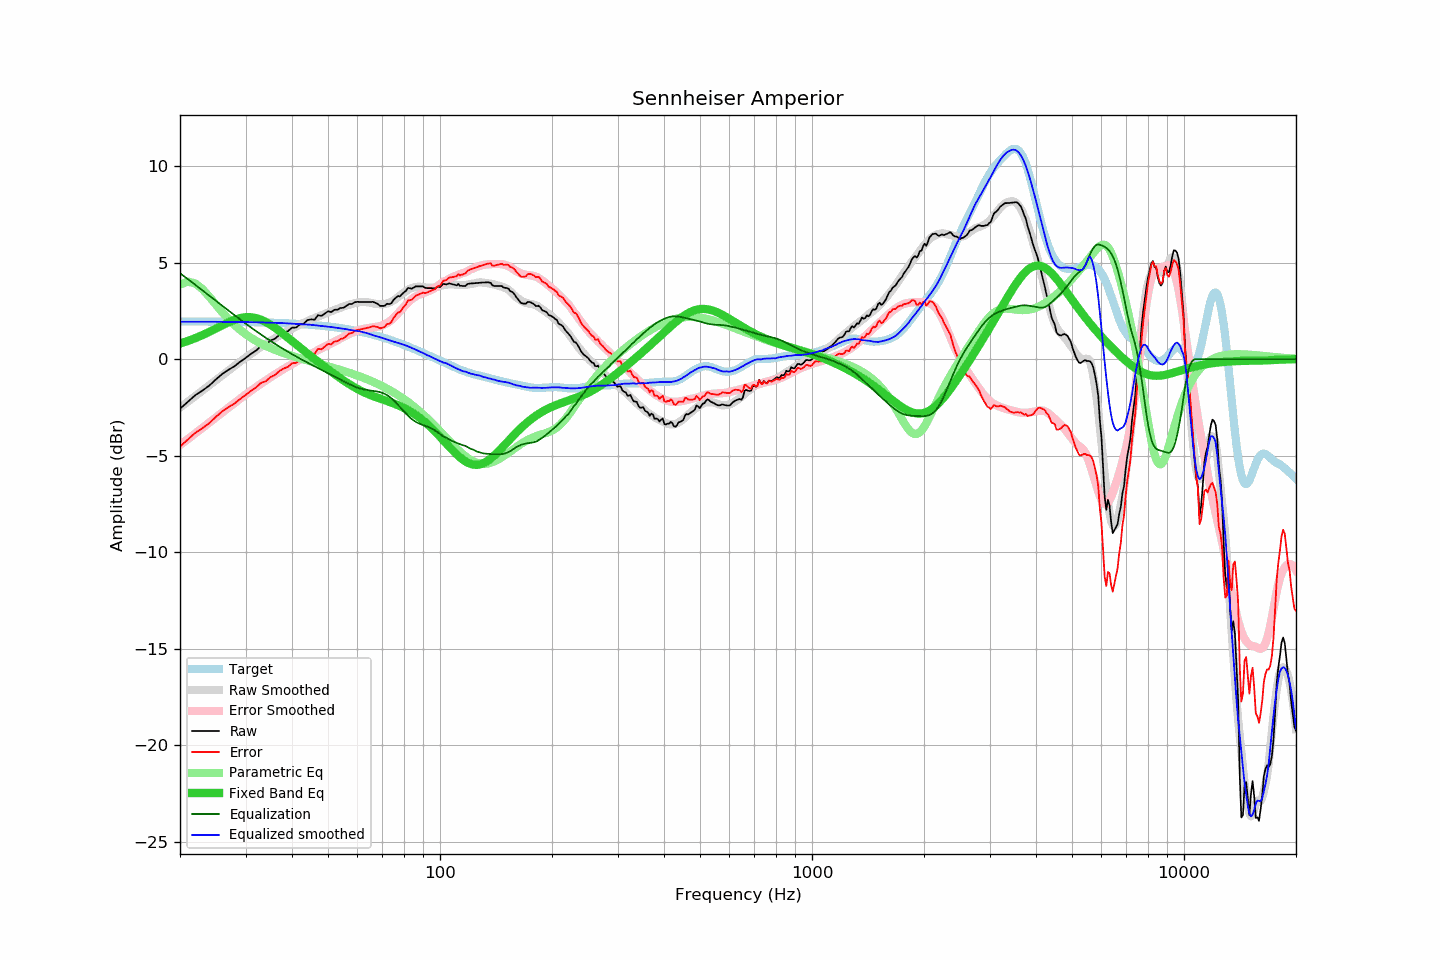 Sennheiser Amperior
10
5
0
−5
−10
−15
−20
−25
Amplitude (dBr)
Target
Raw Smoothed
Error Smoothed
Raw
Error
Parametric Eq
Fixed Band Eq
Equalization
Equalized smoothed
100
1000
10000
Frequency (Hz)